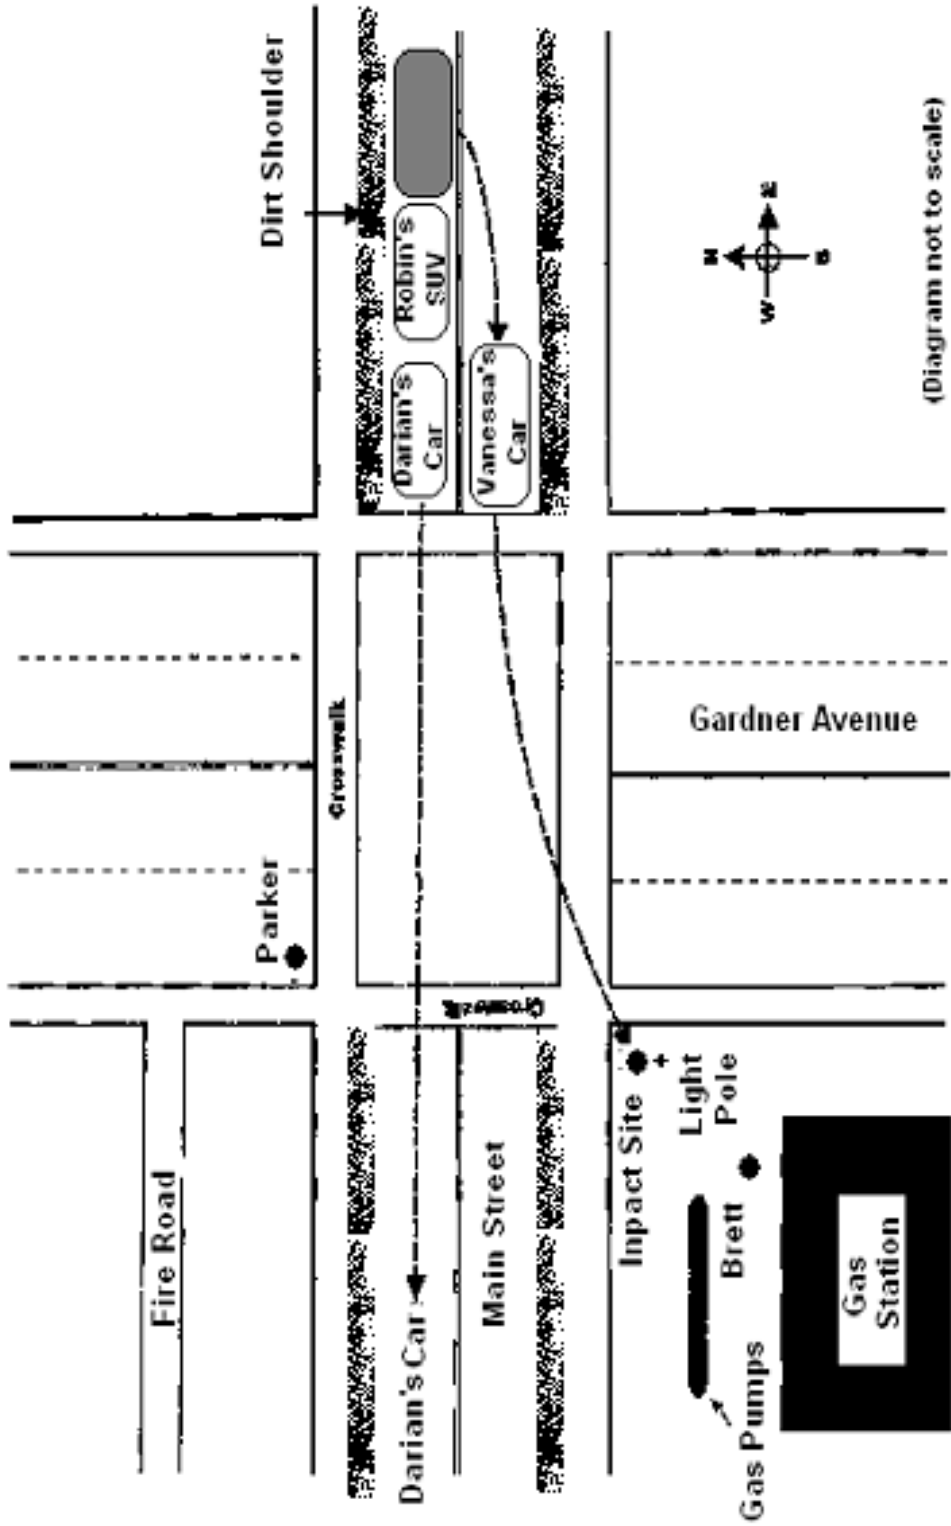 Fire Road
Parker
Dirt Shoulder
Crosswalk
Darian's Car
Darian's
Car
Robin's
SUV
Crosswalk
Main Street
Vanessa's
Car
Inpact Site
Light
Pole
Gas Pumps
Brett
Gardner Avenue
N
W
E
S
Gas
Station
(Diagram not to scale)